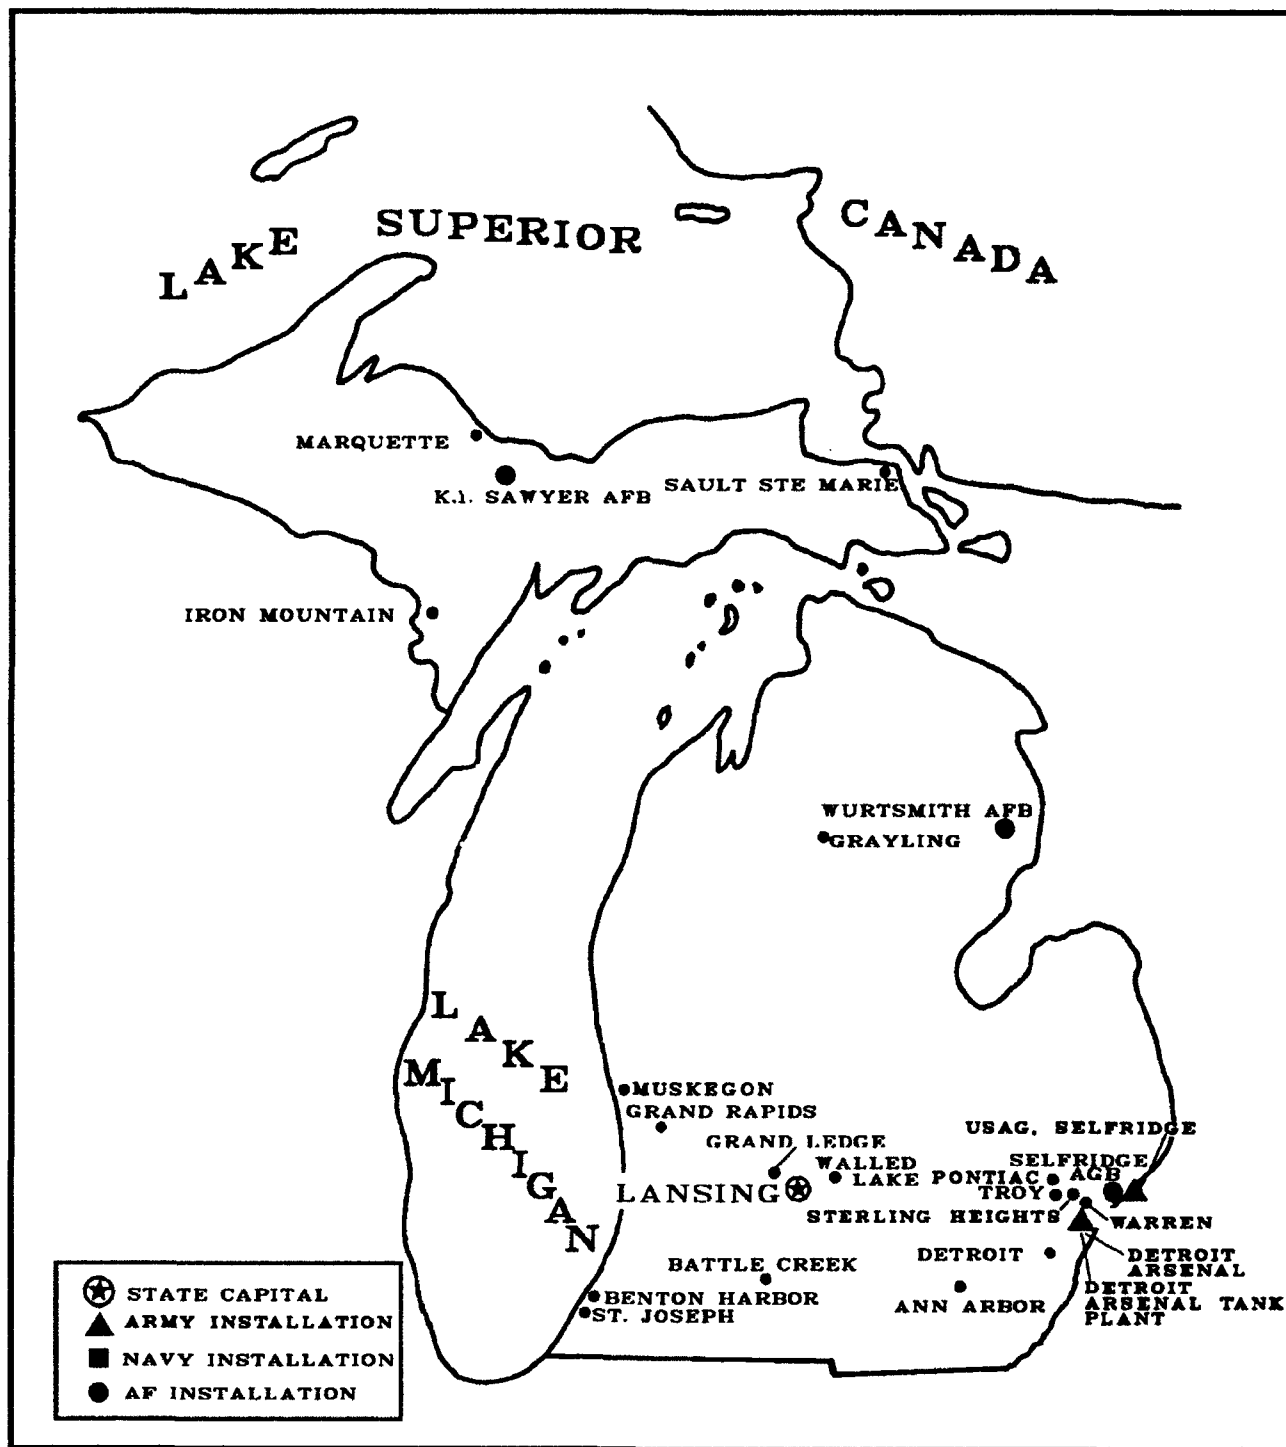 LAKE SUPERIOR
CANADA
MARQUETTE
K.I. SAWYER AFB
SAULT STE MARIE
IRON MOUNTAIN
WURTSMITH AFB
GRAYLING
LAKE
MICHIGAN
MUSKEGON
GRAND RAPIDS
USAG, SELFRIDGE
GRAND LEDGE
SELFRIDGE
AGB
WALLED
LAKE PONTIAC
LANSING
TROY
STERLING HEIGHTS
WARREN
DETROIT
DETROIT
ARSENAL
BATTLE CREEK
DETROIT
ARSENAL TANK
PLANT
BENTON HARBOR
ANN ARBOR
ST. JOSEPH
STATE CAPITAL
ARMY INSTALLATION
NAVY INSTALLATION
AF INSTALLATION